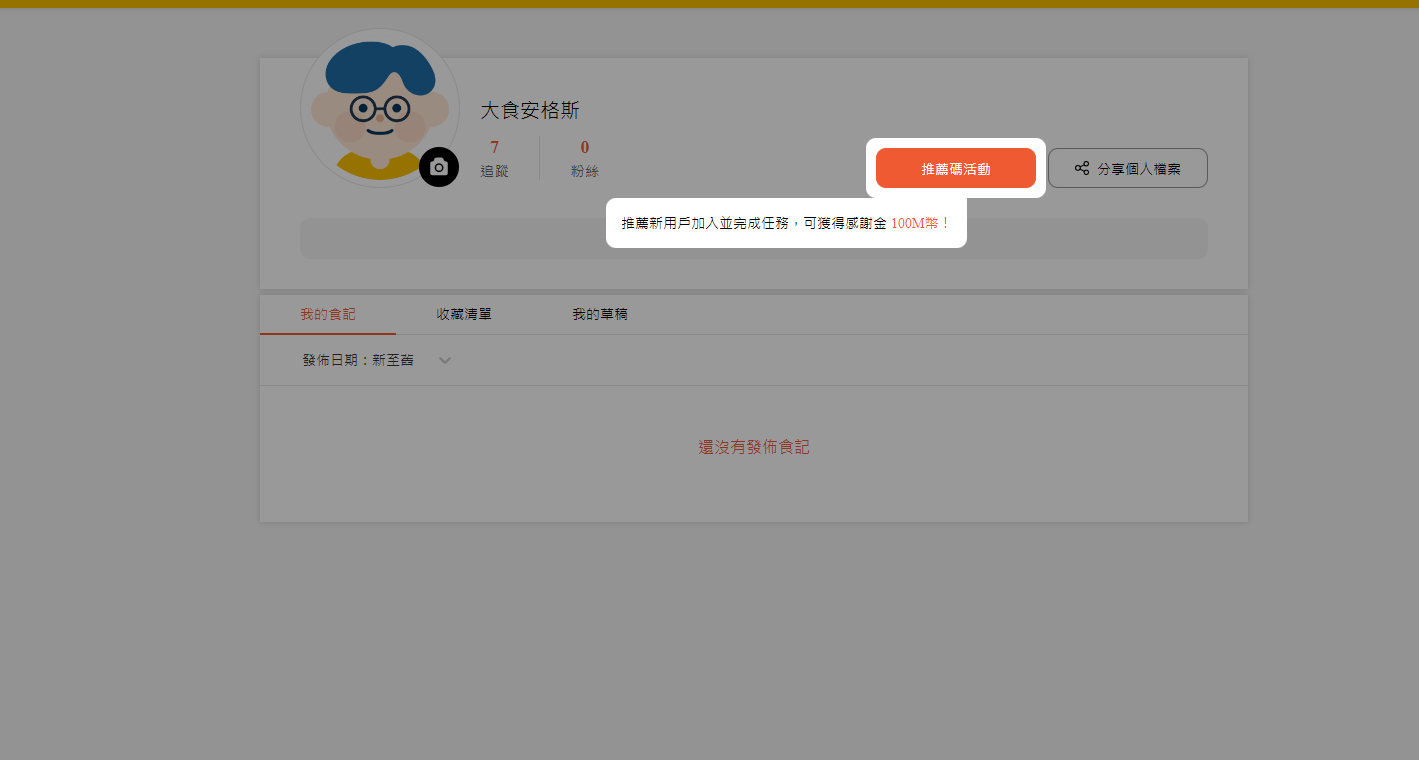 大食安格斯
7
追蹤
0
粉絲
推薦碼活動
分享個人檔案
推薦新用戶加入並完成任務，可獲得感謝金 100M幣！
我的食記
收藏清單
我的草稿
發佈日期：新至舊
還沒有發佈食記